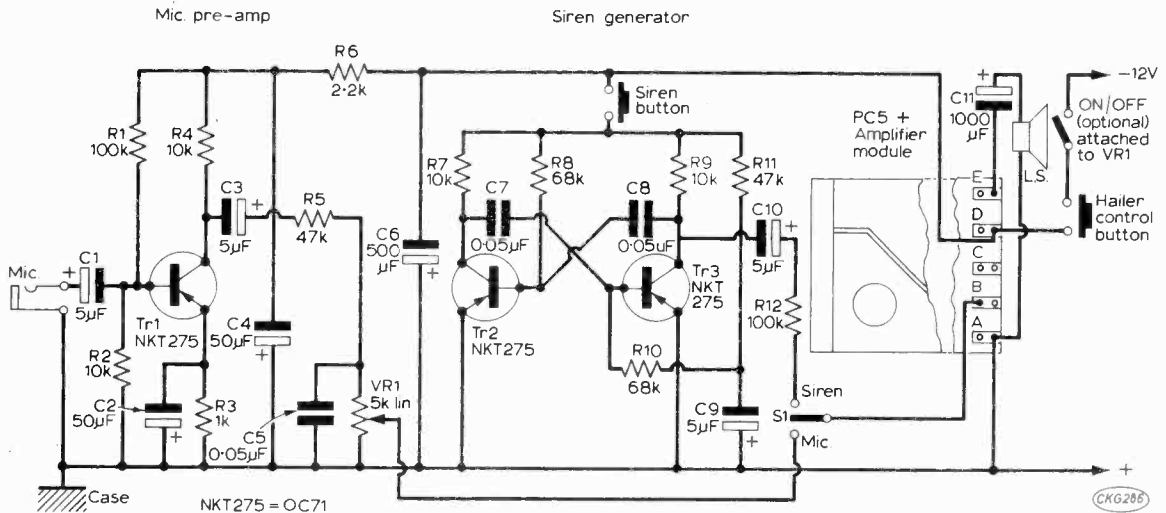 Mic. pre-amp
Siren generator
R6
2·2k
R1
100k
R4
10k
C3
+
5µF
R5
47k
Mic.
+
C1
5µF
Tr1
NKT275
R2
10k
C2
50µF
+
R3
1k
C4
50µF
+
C5
0·05µF
VR1
5k lin
C6
500
µF
+
Siren
button
R7
10k
R8
68k
R9
10k
R11
47k
C7
0·05µF
C8
0·05uF
Tr2
NKT275
Tr3
NKT
275
R10
68k
C10
+
5µF
R12
100k
C9
5µF
+
Siren
S1
Mic.
PC5 +
Amplifier
module
+
C11
1000
µF
L.S.
E
D
C
B
A
-12V
ON/OFF
(optional)
attached
to VR1
Hailer
control
button
+
Case
NKT275 = OC71
CKG286